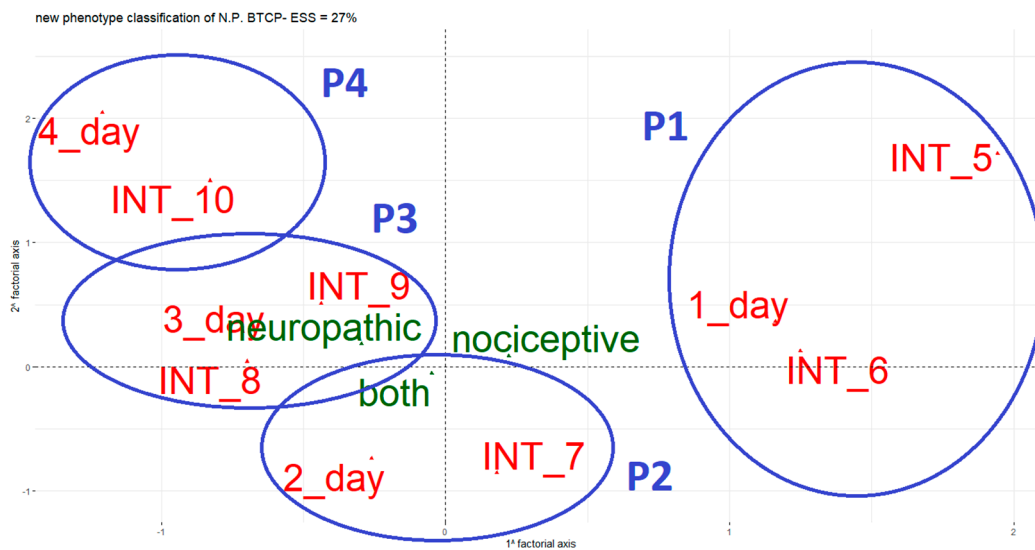 new phenotype classification of N.P. BTCP- ESS = 27%
P4
P1
4_day
INT_5
INT_10
P3
INT_9
3_day
neuropathic
nociceptive
1_day
INT_8
INT_6
both
INT_7
2_day
P2
2
1
0
-1
-1
0
1
2
1^ factorial axis
2^ factorial axis